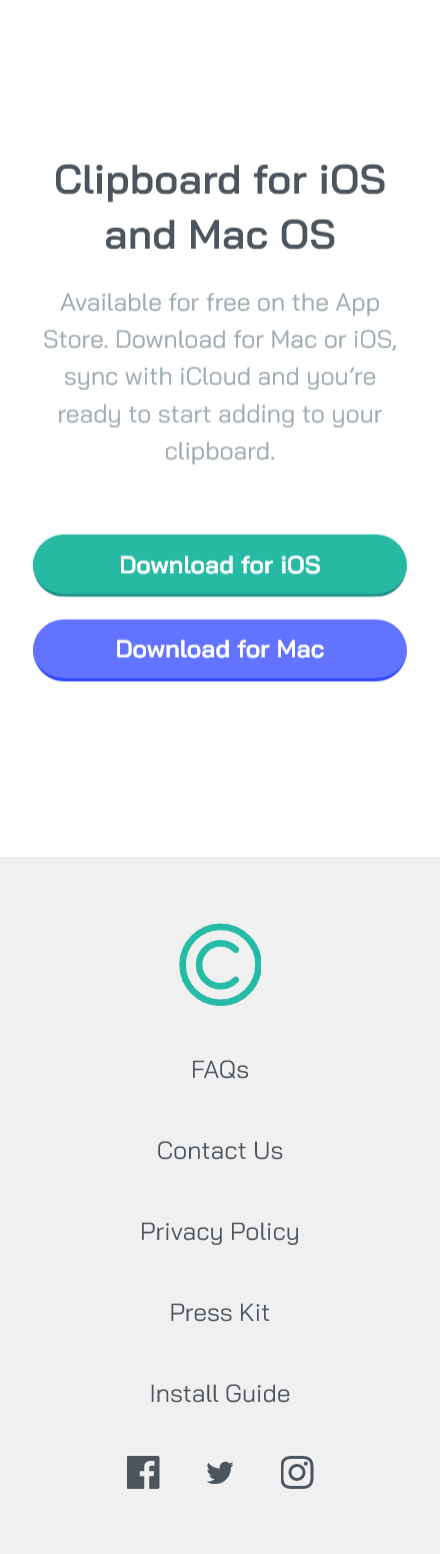 Clipboard for iOS
and Mac OS
Available for free on the App
Store. Download for Mac or iOS,
sync with iCloud and you’re
ready to start adding to your
clipboard.
Download for iOS
Download for Mac
FAQs
Contact Us
Privacy Policy
Press Kit
Install Guide